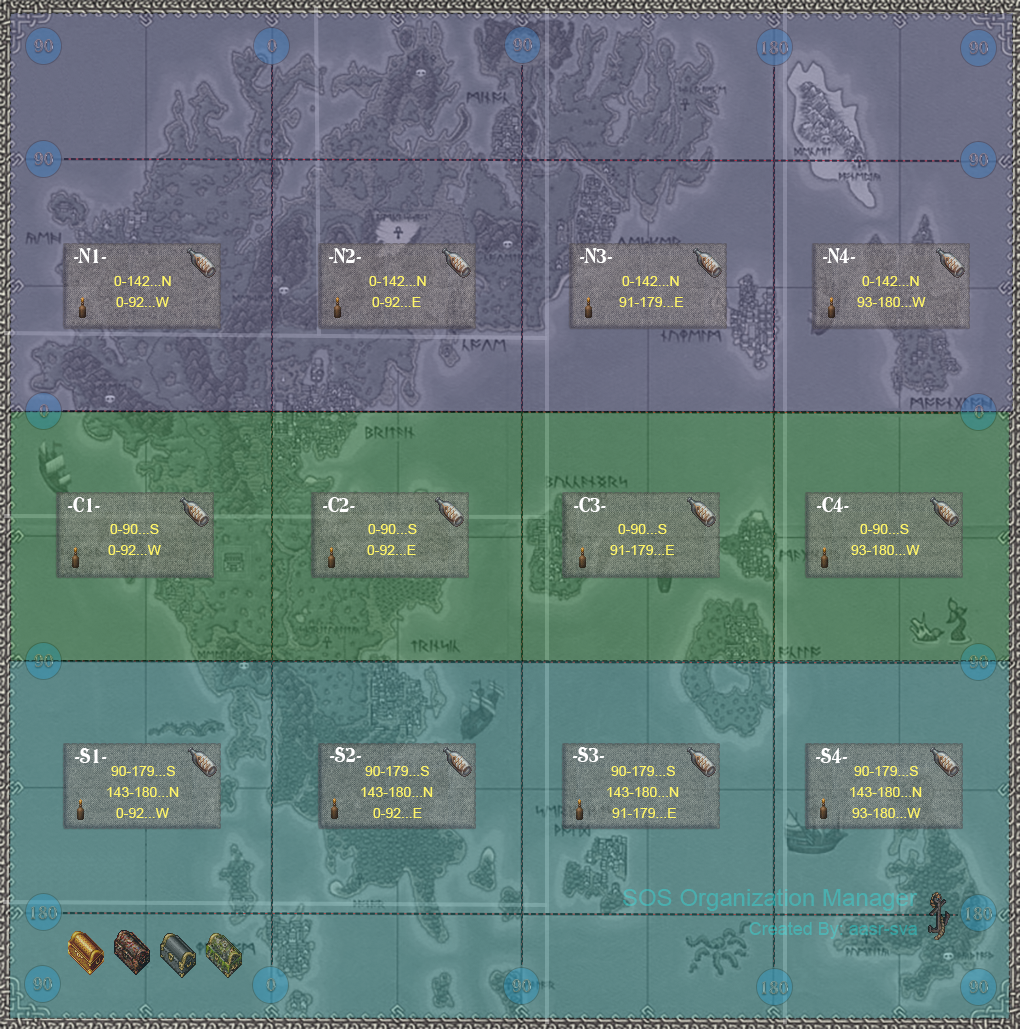 90 0 90 180 90
90 90
-N1- -N2- -N3- -N4-
0-142...N 0-142...N 0-142...N 0-142...N
0-92...W 0-92...E 91-179...E 93-180...W
0 0
-C1- -C2- -C3- -C4-
0-90...S 0-90...S 0-90...S 0-90...S
0-92...W 0-92...E 91-179...E 93-180...W
90 90
-S1- -S2- -S3- -S4-
90-179...S 90-179...S 90-179...S 90-179...S
143-180...N 143-180...N 143-180...N 143-180...N
0-92...W 0-92...E 91-179...E 93-180...W
SOS Organization Manager
180 180
Created By: easr-sva
90 0 90 180 90